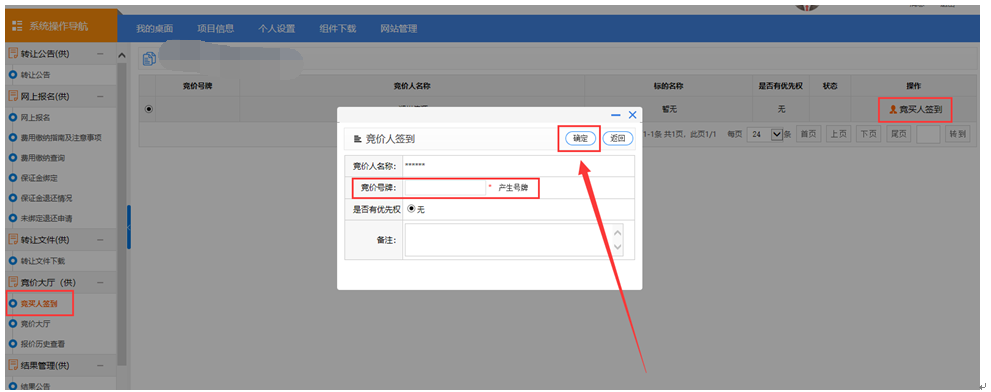 系统操作导航
我的桌面 项目信息 个人设置 组件下载 网站管理
转让公告(供)
转让公告
网上报名(供)
网上报名
费用缴纳指南及注意事项
费用缴纳查询
保证金绑定
保证金退还情况
未绑定退还申请
转让文件(供)
转让文件下载
竞价大厅（供）
竞买人签到
竞价大厅
报价历史查看
结果管理(供)
结果公告
竞价号牌 竞价人名称 标的名称 是否有优先权 状态 操作
暂无 无 竞买人签到
1-1条 共1页，此页1/1 每页 24 条 首页 上页 下页 尾页 转到
竞价人签到 确定 返回
竞价人名称： ******
竞价号牌： * 产生号牌
是否有优先权 无
备注：